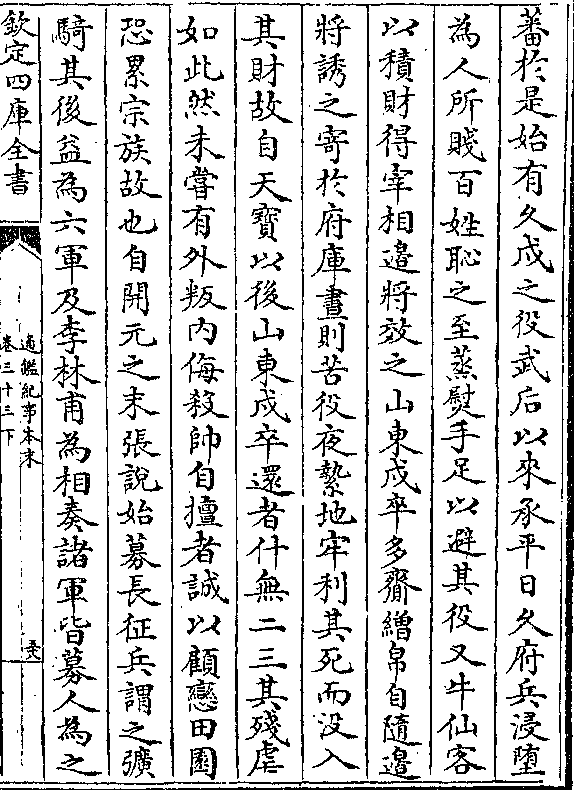 蕃於是始有久戍之役武后以來承平日久府兵浸墮
為人所賤百姓恥之至蒸熨手足以避其役又牛仙客
以積財得宰相邉將效之山東戍卒多齎繒帛自隨邉
將誘之寄於府庫晝則苦役夜縶地牢利其死而没入
其財故自天寶以後山東戍卒還者什無二三其殘虐
如此然未嘗有外叛内侮殺帥自擅者誠以顧戀田園
恐累宗族故也自開元之末張說始募長征兵謂之彍
騎其後益為六軍及李林甫為相奏諸軍皆募人為之
欽定四庫全書
通鑑紀事本末
卷三十三下